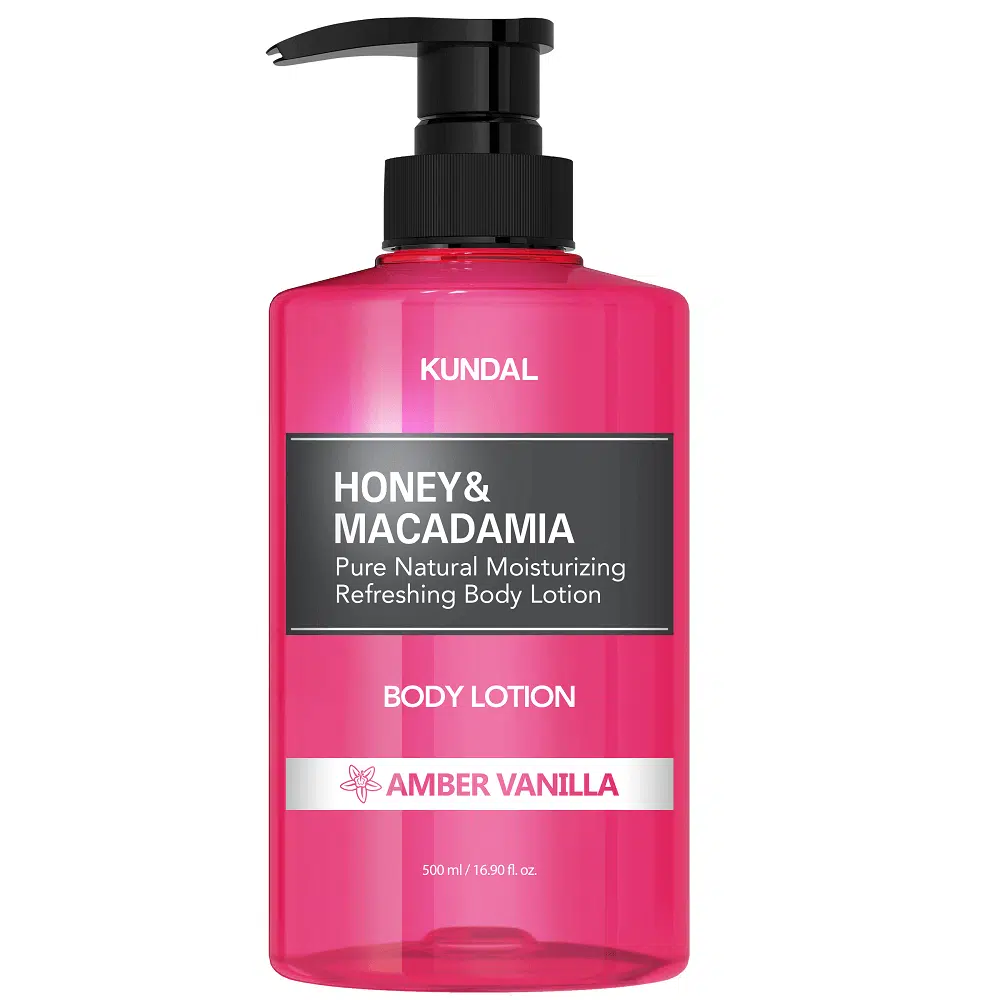 KUNDAL
HONEY&
MACADAMIA
Pure Natural Moisturizing
Refreshing Body Lotion
BODY LOTION
AMBER VANILLA
500 ml / 16.90 fl. oz.